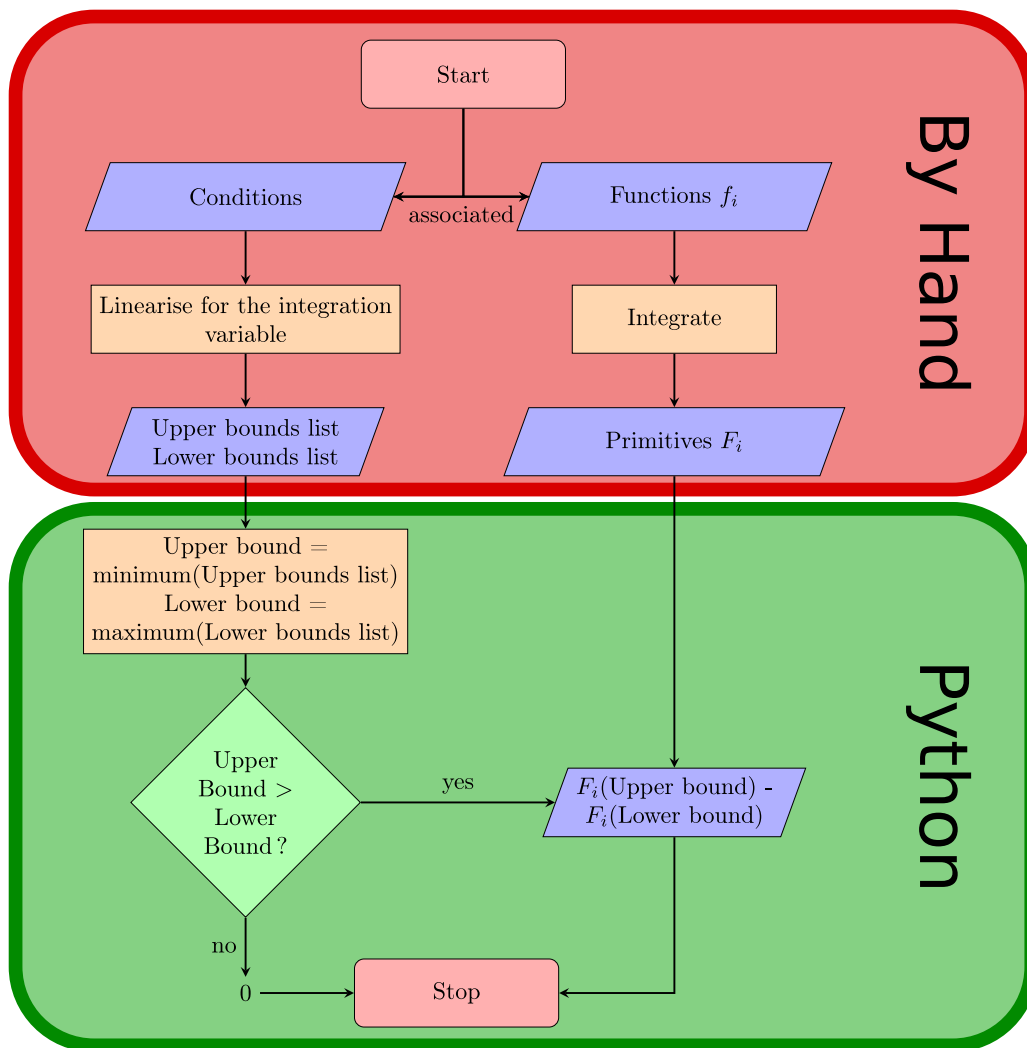 Start
By Hand
Conditions
associated
Functions $f_i$
Linearise for the integration
variable
Integrate
Upper bounds list
Lower bounds list
Primitives $F_i$
Upper bound =
minimum(Upper bounds list)
Lower bound =
maximum(Lower bounds list)
Python
Upper
Bound >
Lower
Bound ?
yes
$F_i$(Upper bound) -
$F_i$(Lower bound)
no
0
Stop